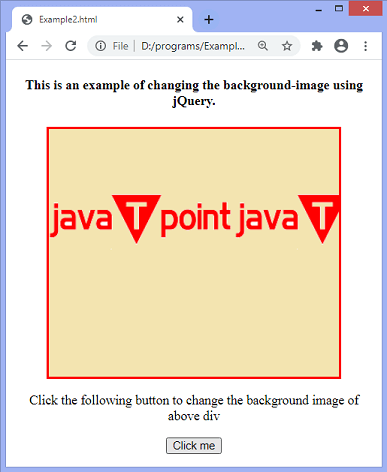 Example2.html
File | D:/programs/Exampl...
This is an example of changing the background-image using
jQuery.
java T point java T
Click the following button to change the background image of
above div
Click me